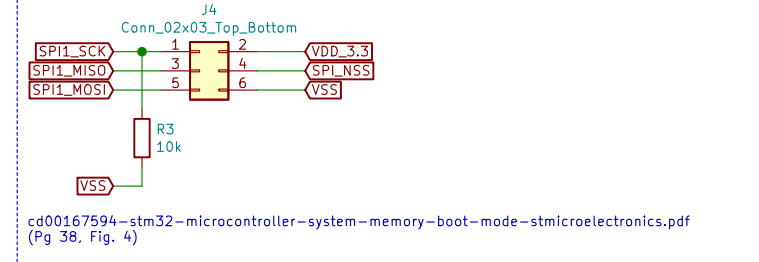 J4
Conn_02x03_Top_Bottom
SPI1_SCK 1 2 VDD_3.3
SPI1_MISO 3 4 SPI_NSS
SPI1_MOSI 5 6 VSS
R3
10k
VSS
cd00167594-stm32-microcontroller-system-memory-boot-mode-stmicroelectronics.pdf
(Pg 38, Fig. 4)